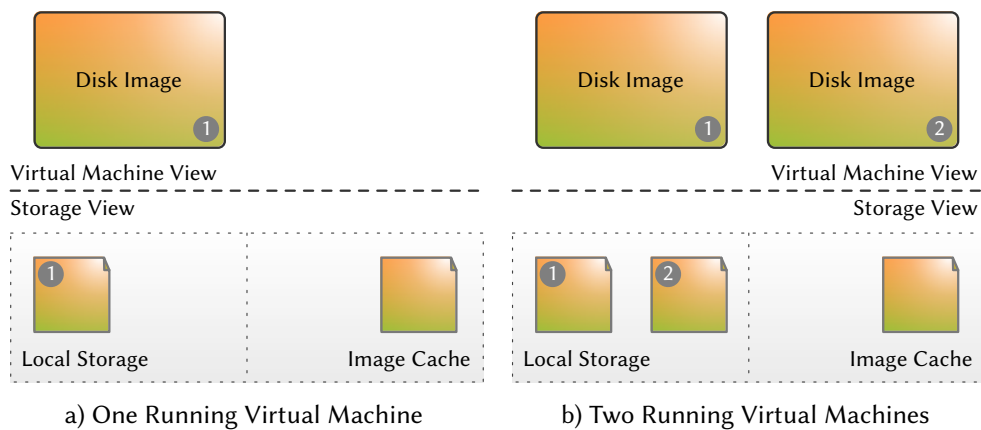 Disk Image
1
Virtual Machine View
Storage View
1
Local Storage
Image Cache
a) One Running Virtual Machine
Disk Image
1
Disk Image
2
Virtual Machine View
Storage View
1
2
Local Storage
Image Cache
b) Two Running Virtual Machines